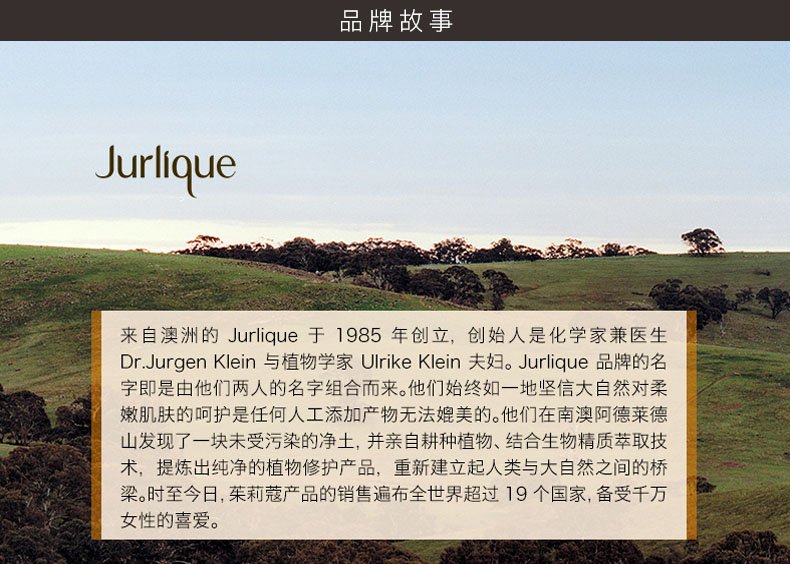 品牌故事
Jurlique
来自澳洲的 Jurlique 于 1985 年创立, 创始人是化学家兼医生
Dr.Jurgen Klein 与植物学家 Ulrike Klein 夫妇。Jurlique 品牌的名
字即是由他们两人的名字组合而来。他们始终如一地坚信大自然对柔
嫩肌肤的呵护是任何人工添加产物无法媲美的。他们在南澳阿德莱德
山发现了一块未受污染的净土, 并亲自耕种植物、结合生物精质萃取技
术, 提炼出纯净的植物修护产品, 重新建立起人类与大自然之间的桥
梁。时至今日, 茱莉蔻产品的销售遍布全世界超过 19 个国家, 备受千万
女性的喜爱。